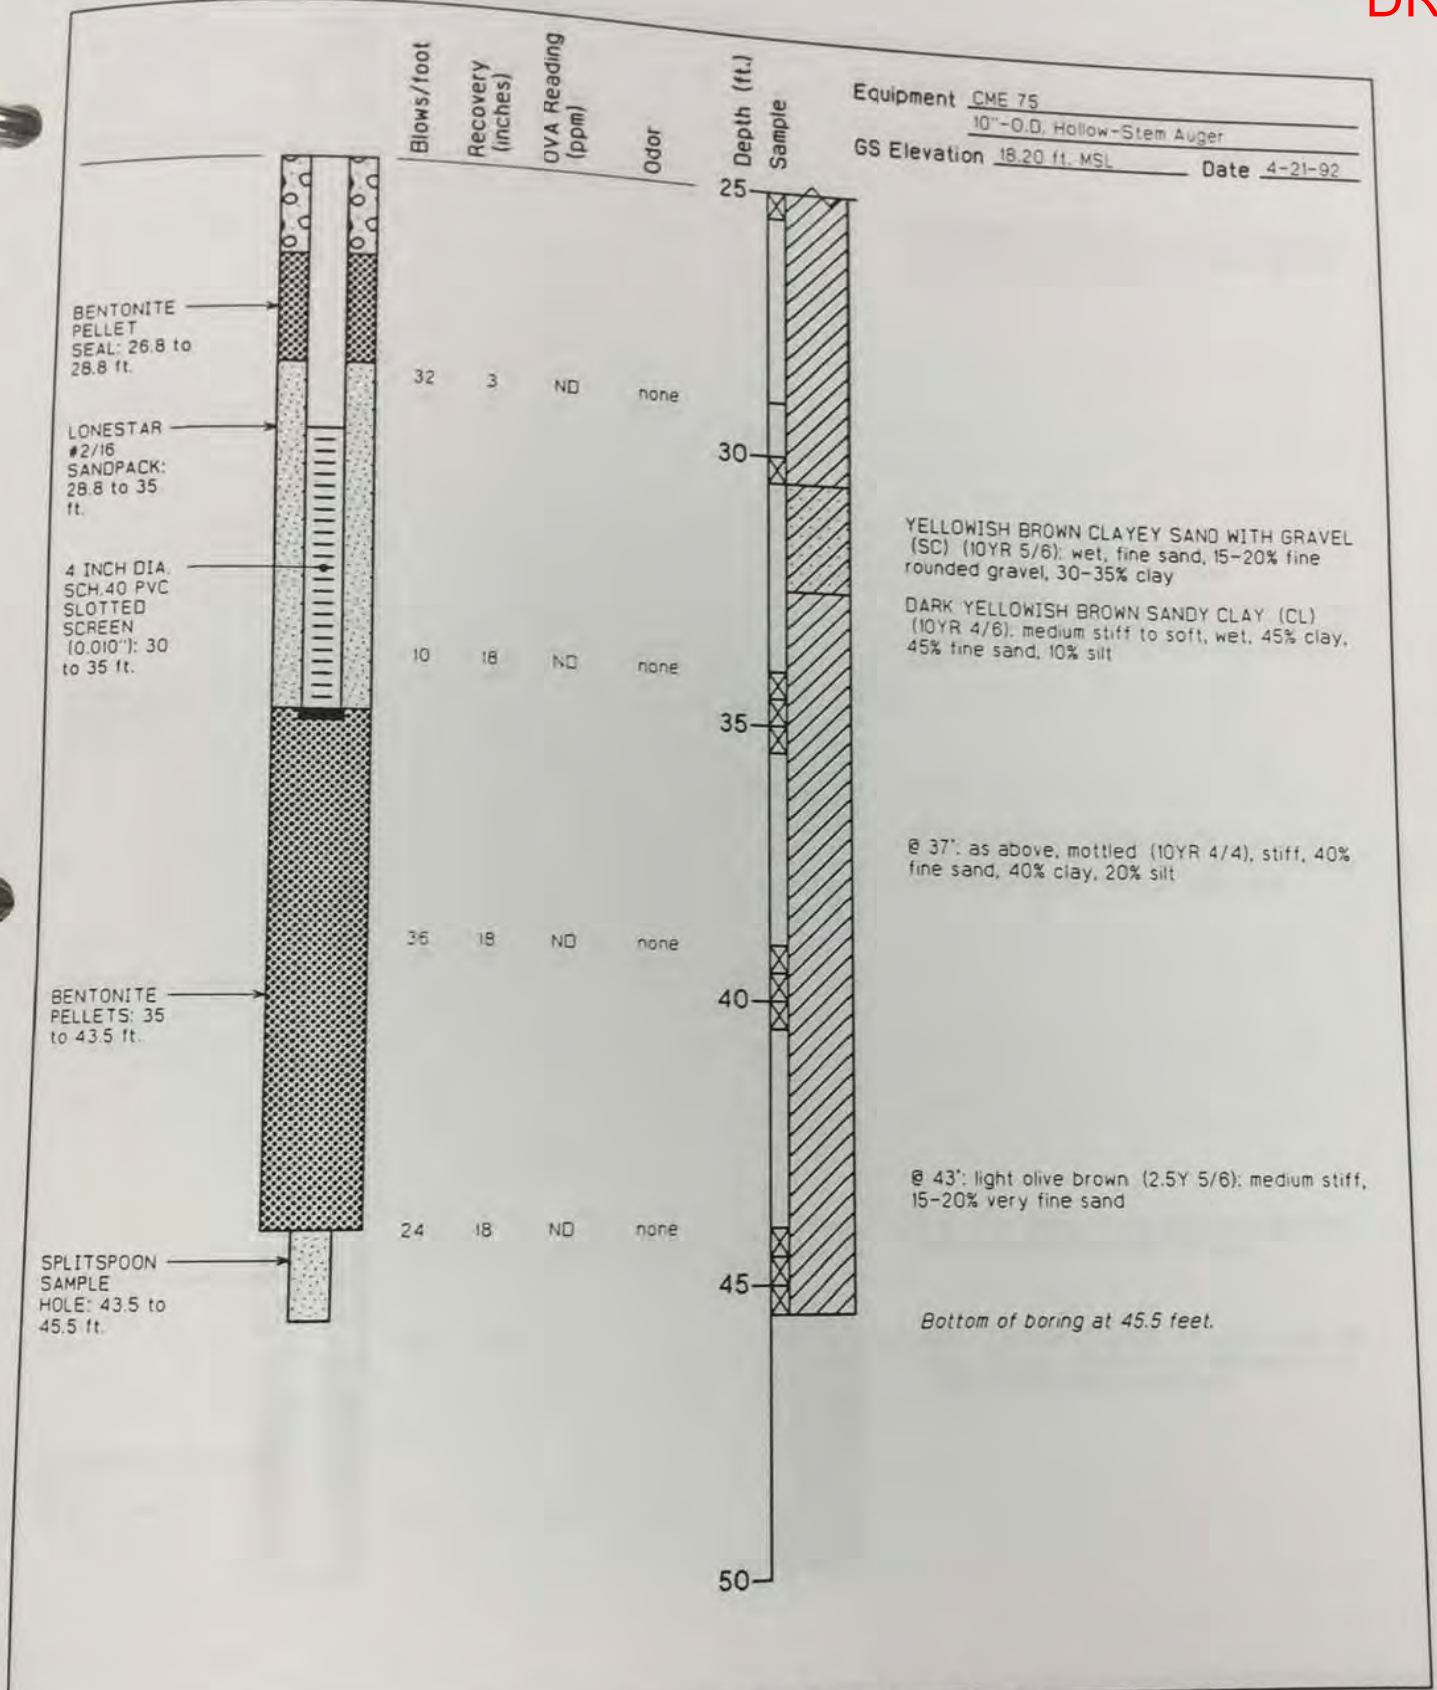 DR
Blows/foot
Recovery
(inches)
OVA Reading
(ppm)
Odor
Depth (ft.)
Sample
Equipment CME 75
10"-O.D. Hollow-Stem Auger
GS Elevation 18.20 ft. MSL Date 4-21-92
25
BENTONITE
PELLET
SEAL: 26.8 to
28.8 ft.
32 3 ND none
LONESTAR
#2/16
SANDPACK:
28.8 to 35
ft.
30
YELLOWISH BROWN CLAYEY SAND WITH GRAVEL
(SC) (10YR 5/6): wet, fine sand, 15-20% fine
rounded gravel, 30-35% clay
4 INCH DIA.
SCH.40 PVC
SLOTTED
SCREEN
(0.010"): 30
to 35 ft.
DARK YELLOWISH BROWN SANDY CLAY (CL)
(10YR 4/6): medium stiff to soft, wet, 45% clay,
45% fine sand, 10% silt
10 18 ND none
35
@ 37': as above, mottled (10YR 4/4), stiff, 40%
fine sand, 40% clay, 20% silt
36 18 ND none
BENTONITE
PELLETS: 35
to 43.5 ft.
40
@ 43': light olive brown (2.5Y 5/6): medium stiff,
15-20% very fine sand
24 18 ND none
SPLITSPOON
SAMPLE
HOLE: 43.5 to
45.5 ft.
45
Bottom of boring at 45.5 feet.
50